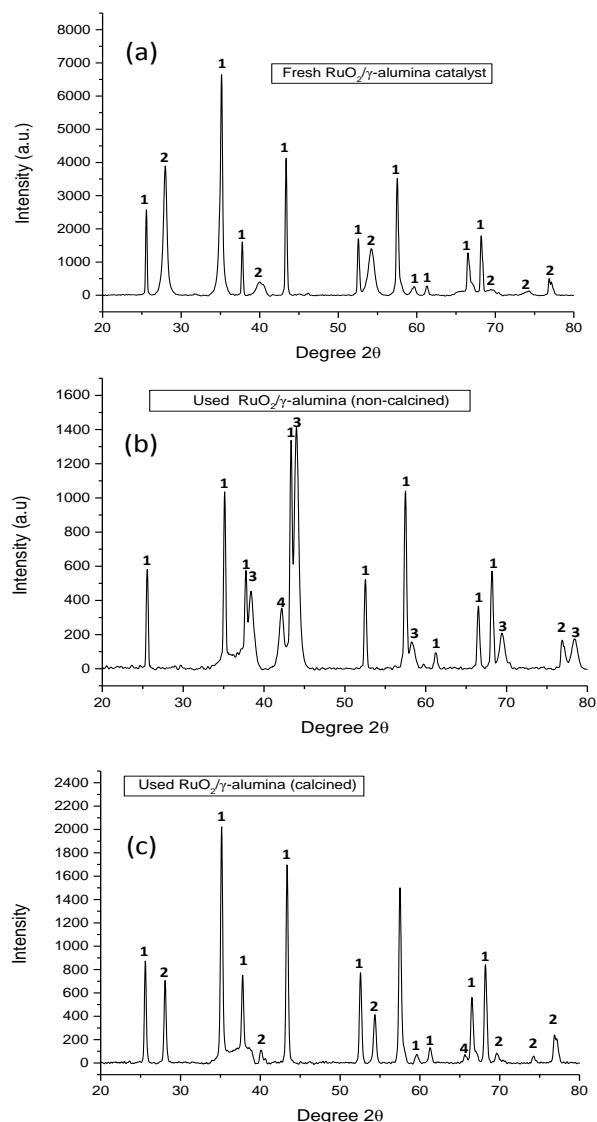 (a)
Fresh RuO₂/γ-alumina catalyst
Intensity (a.u.)
8000
7000
6000
5000
4000
3000
2000
1000
0
1 2 1 1 2 1 1 2 1 1 1 1 1 2 2 2
20 30 40 50 60 70 80
Degree 2θ
(b)
Used RuO₂/γ-alumina (non-calcined)
Intensity (a.u)
1600
1400
1200
1000
800
600
400
200
0
1 1 1 3 4 1 3 1 1 3 1 1 1 3 2 3
20 30 40 50 60 70 80
Degree 2θ
(c)
Used RuO₂/γ-alumina (calcined)
Intensity
2400
2200
2000
1800
1600
1400
1200
1000
800
600
400
200
0
1 2 1 1 2 1 1 2 1 1 4 1 1 2 2 2
20 30 40 50 60 70 80
Degree 2θ